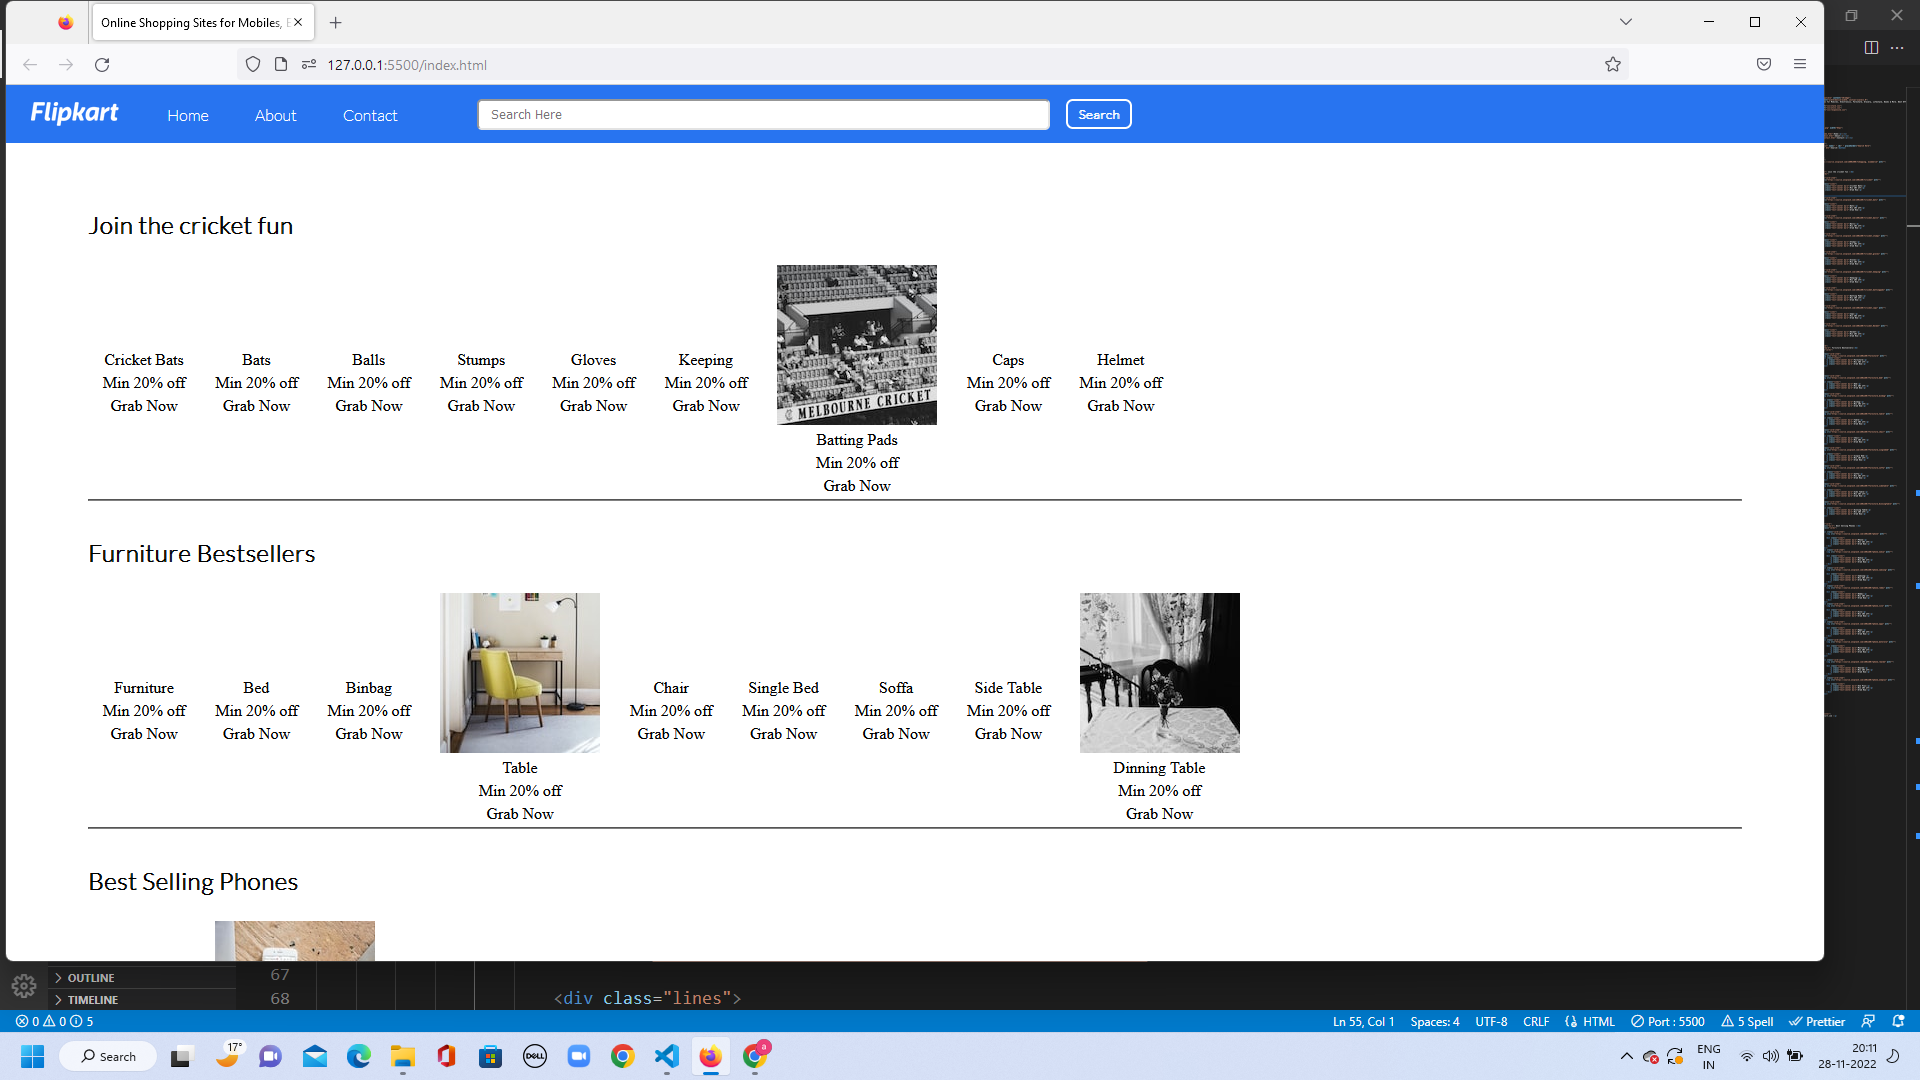 Online Shopping Sites for Mobiles, E
127.0.0.1:5500/index.html
Flipkart
Home
About
Contact
Search Here
Search
Join the cricket fun
Cricket Bats
Min 20% off
Grab Now
Bats
Min 20% off
Grab Now
Balls
Min 20% off
Grab Now
Stumps
Min 20% off
Grab Now
Gloves
Min 20% off
Grab Now
Keeping
Min 20% off
Grab Now
MELBOURNE CRICKET
Batting Pads
Min 20% off
Grab Now
Caps
Min 20% off
Grab Now
Helmet
Min 20% off
Grab Now
Furniture Bestsellers
Furniture
Min 20% off
Grab Now
Bed
Min 20% off
Grab Now
Binbag
Min 20% off
Grab Now
Table
Min 20% off
Grab Now
Chair
Min 20% off
Grab Now
Single Bed
Min 20% off
Grab Now
Soffa
Min 20% off
Grab Now
Side Table
Min 20% off
Grab Now
Dinning Table
Min 20% off
Grab Now
Best Selling Phones
OUTLINE
TIMELINE
67
68
<div class="lines">
0 0 5
Ln 55, Col 1
Spaces: 4
UTF-8
CRLF
HTML
Port : 5500
5 Spell
Prettier
Search
17°
DELL
a
ENG
IN
20:11
28-11-2022